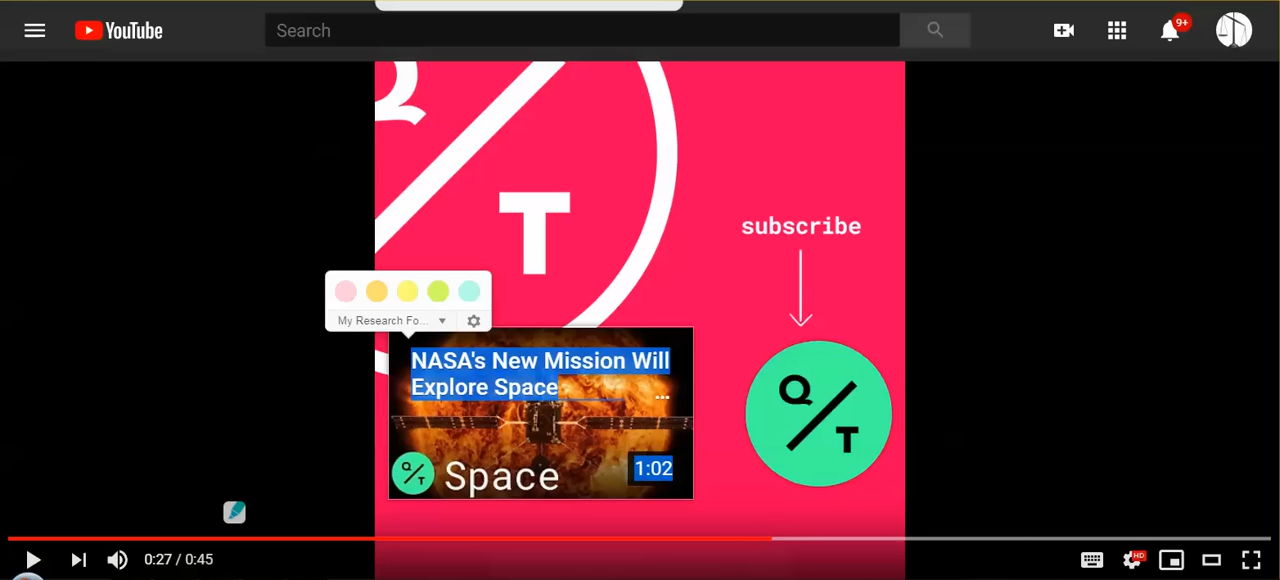 YouTube
Search
9+
Q/T
subscribe
My Research Fo...
NASA's New Mission Will
Explore Space
...
Q/T
Space
1:02
Q/T
0:27 / 0:45
HD